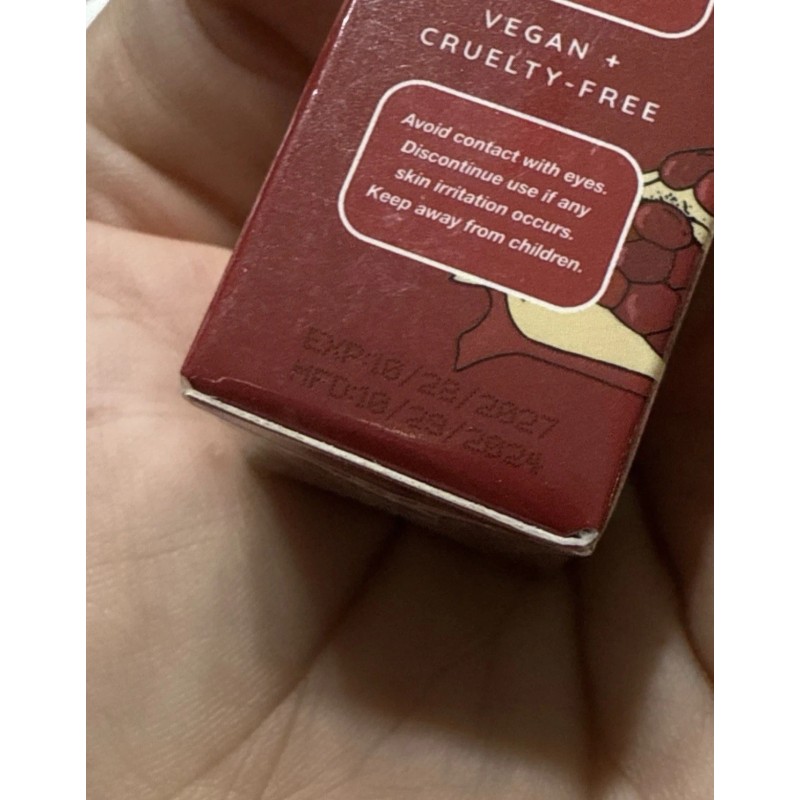 VEGAN +
CRUELTY-FREE
Avoid contact with eyes.
Discontinue use if any
skin irritation occurs.
Keep away from children.
EXP:10/28/2027
MFD:10/29/2024